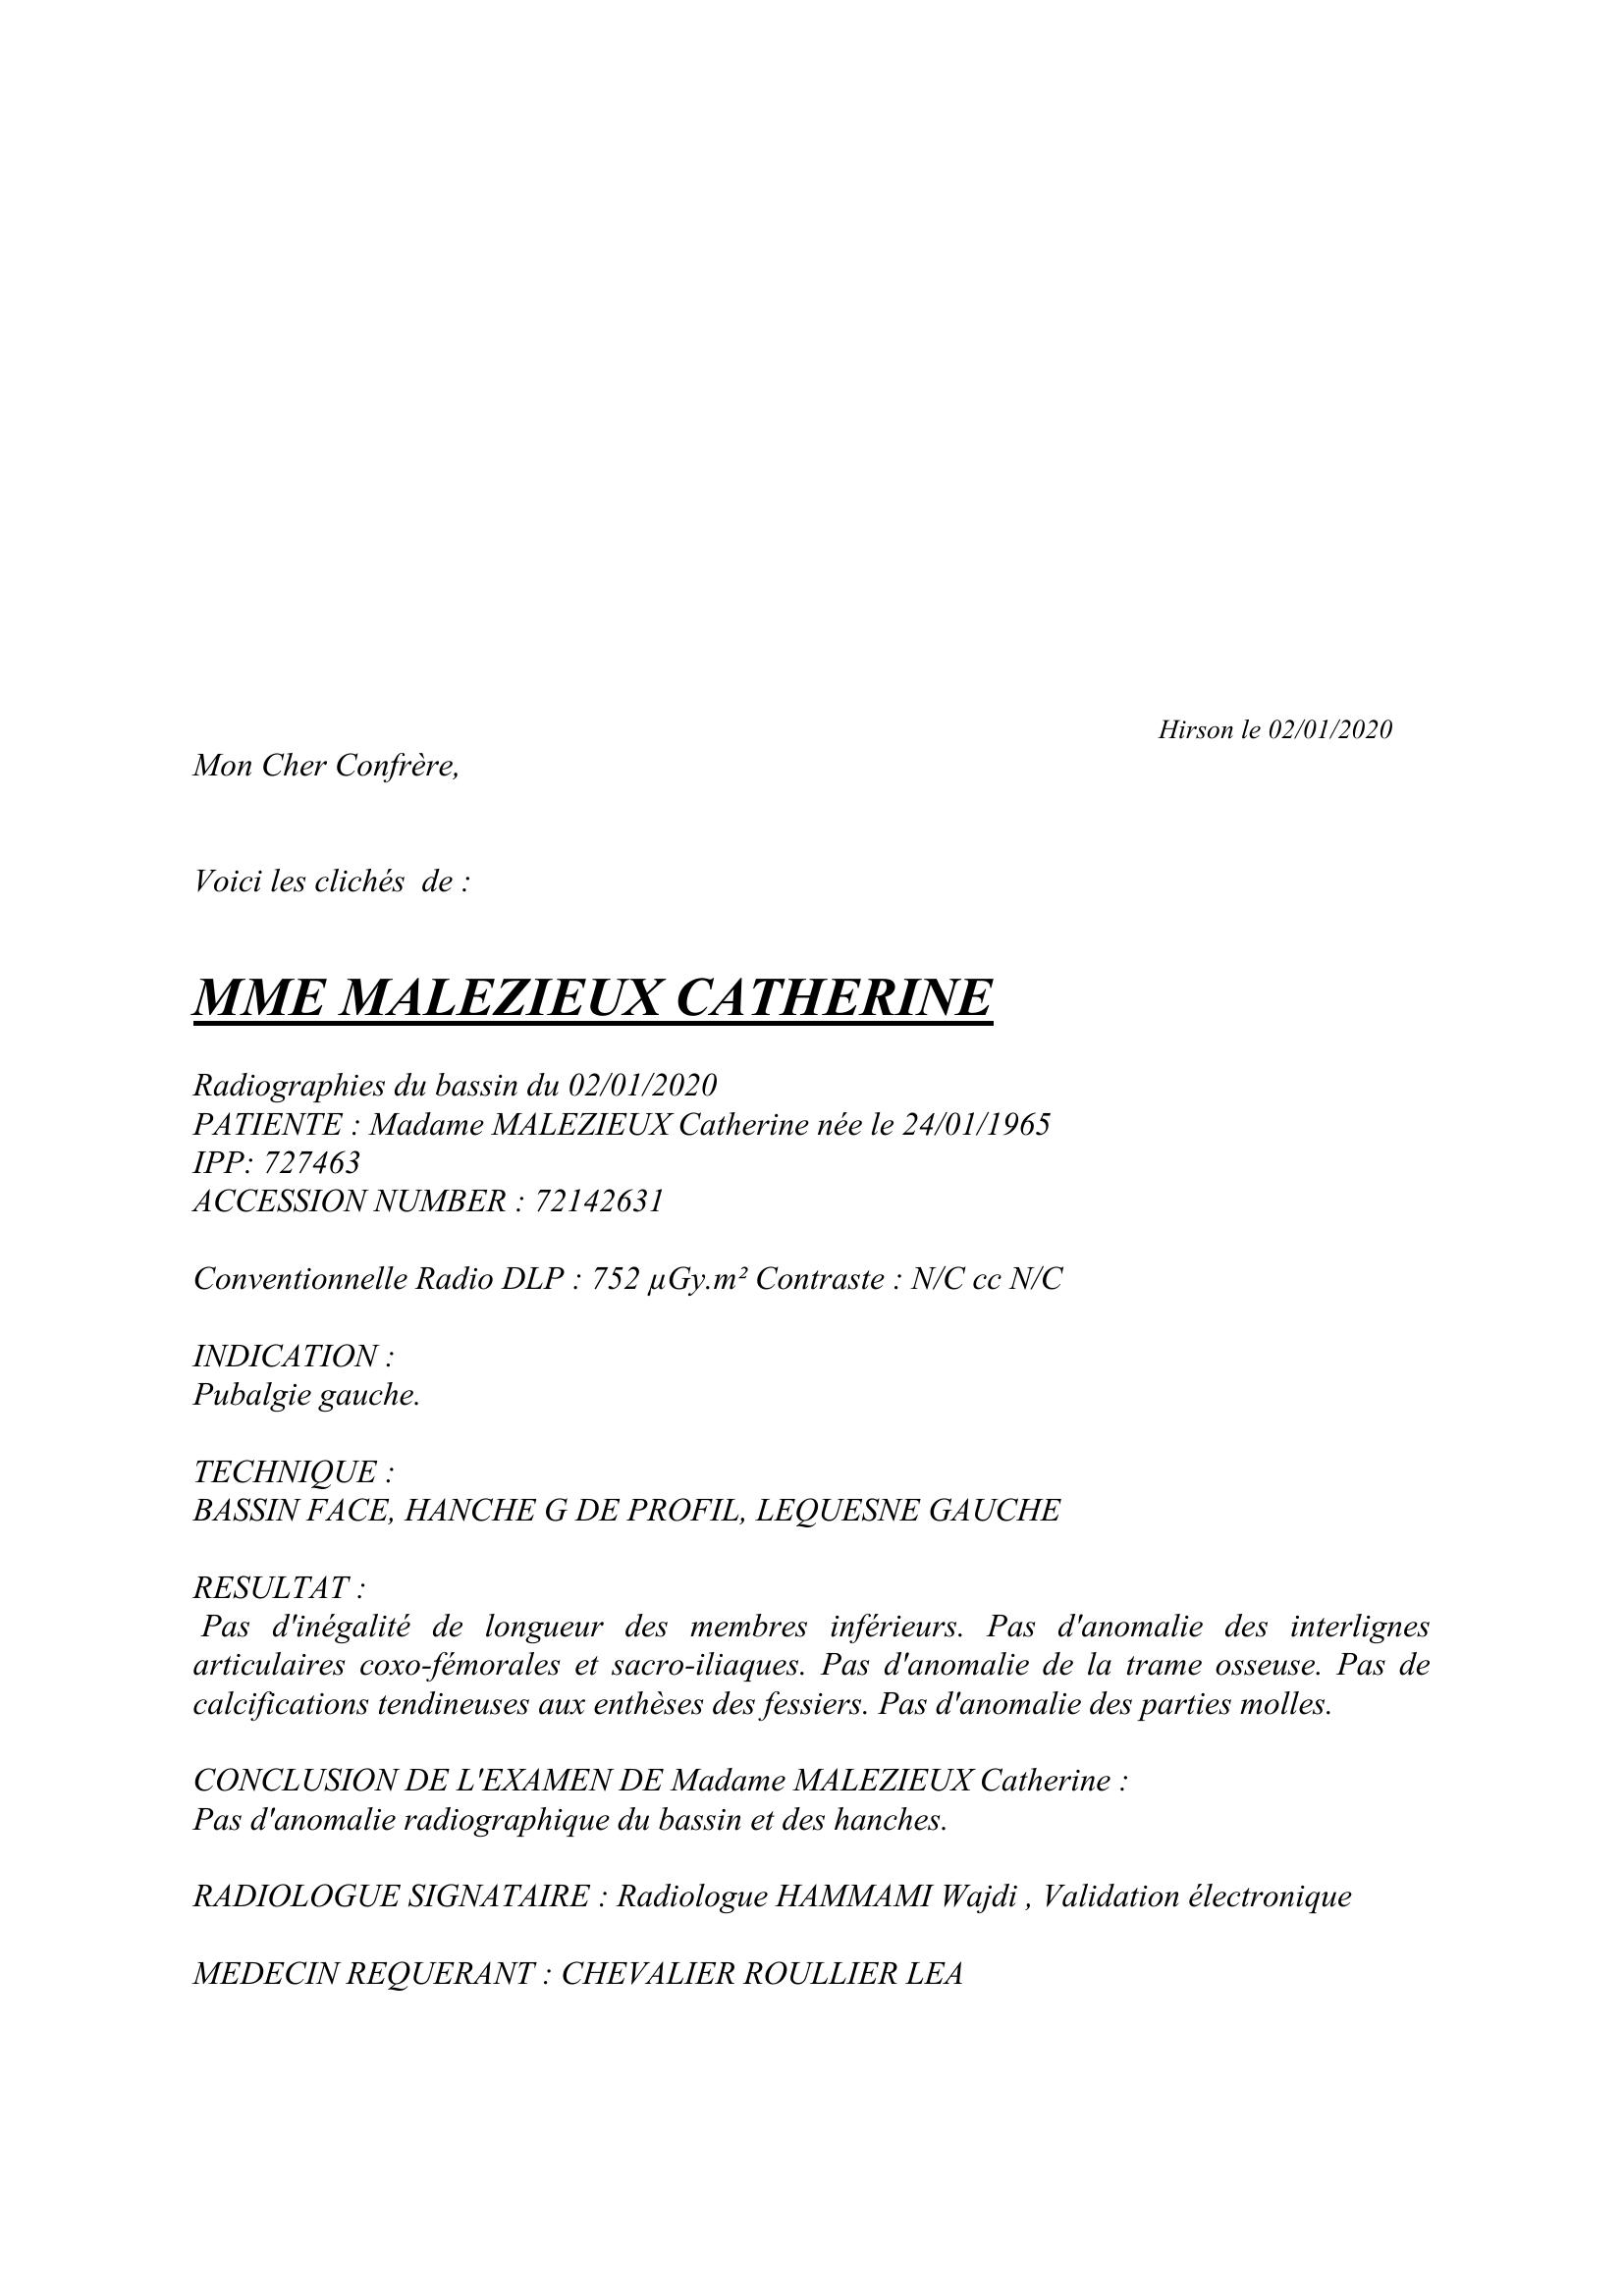 Hirson le 02/01/2020
Mon Cher Confrère,
Voici les clichés  de :
MME MALEZIEUX CATHERINE
Radiographies du bassin du 02/01/2020
PATIENTE : Madame MALEZIEUX Catherine née le 24/01/1965
IPP: 727463
ACCESSION NUMBER : 72142631
Conventionnelle Radio DLP : 752 µGy.m² Contraste : N/C cc N/C
INDICATION :
Pubalgie gauche.
TECHNIQUE :
BASSIN FACE, HANCHE G DE PROFIL, LEQUESNE GAUCHE
RESULTAT :
Pas d'inégalité de longueur des membres inférieurs. Pas d'anomalie des interlignes
articulaires coxo-fémorales et sacro-iliaques. Pas d'anomalie de la trame osseuse. Pas de
calcifications tendineuses aux enthèses des fessiers. Pas d'anomalie des parties molles.
CONCLUSION DE L'EXAMEN DE Madame MALEZIEUX Catherine :
Pas d'anomalie radiographique du bassin et des hanches.
RADIOLOGUE SIGNATAIRE : Radiologue HAMMAMI Wajdi , Validation électronique
MEDECIN REQUERANT : CHEVALIER ROULLIER LEA